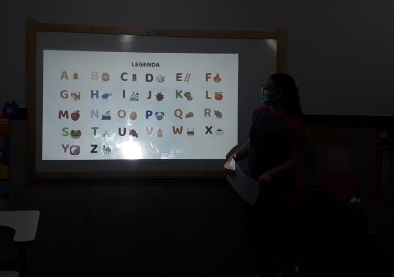 LEGENDA
A B C D E F
G H I J K L
M N O P Q R
S T U V W X
Y Z